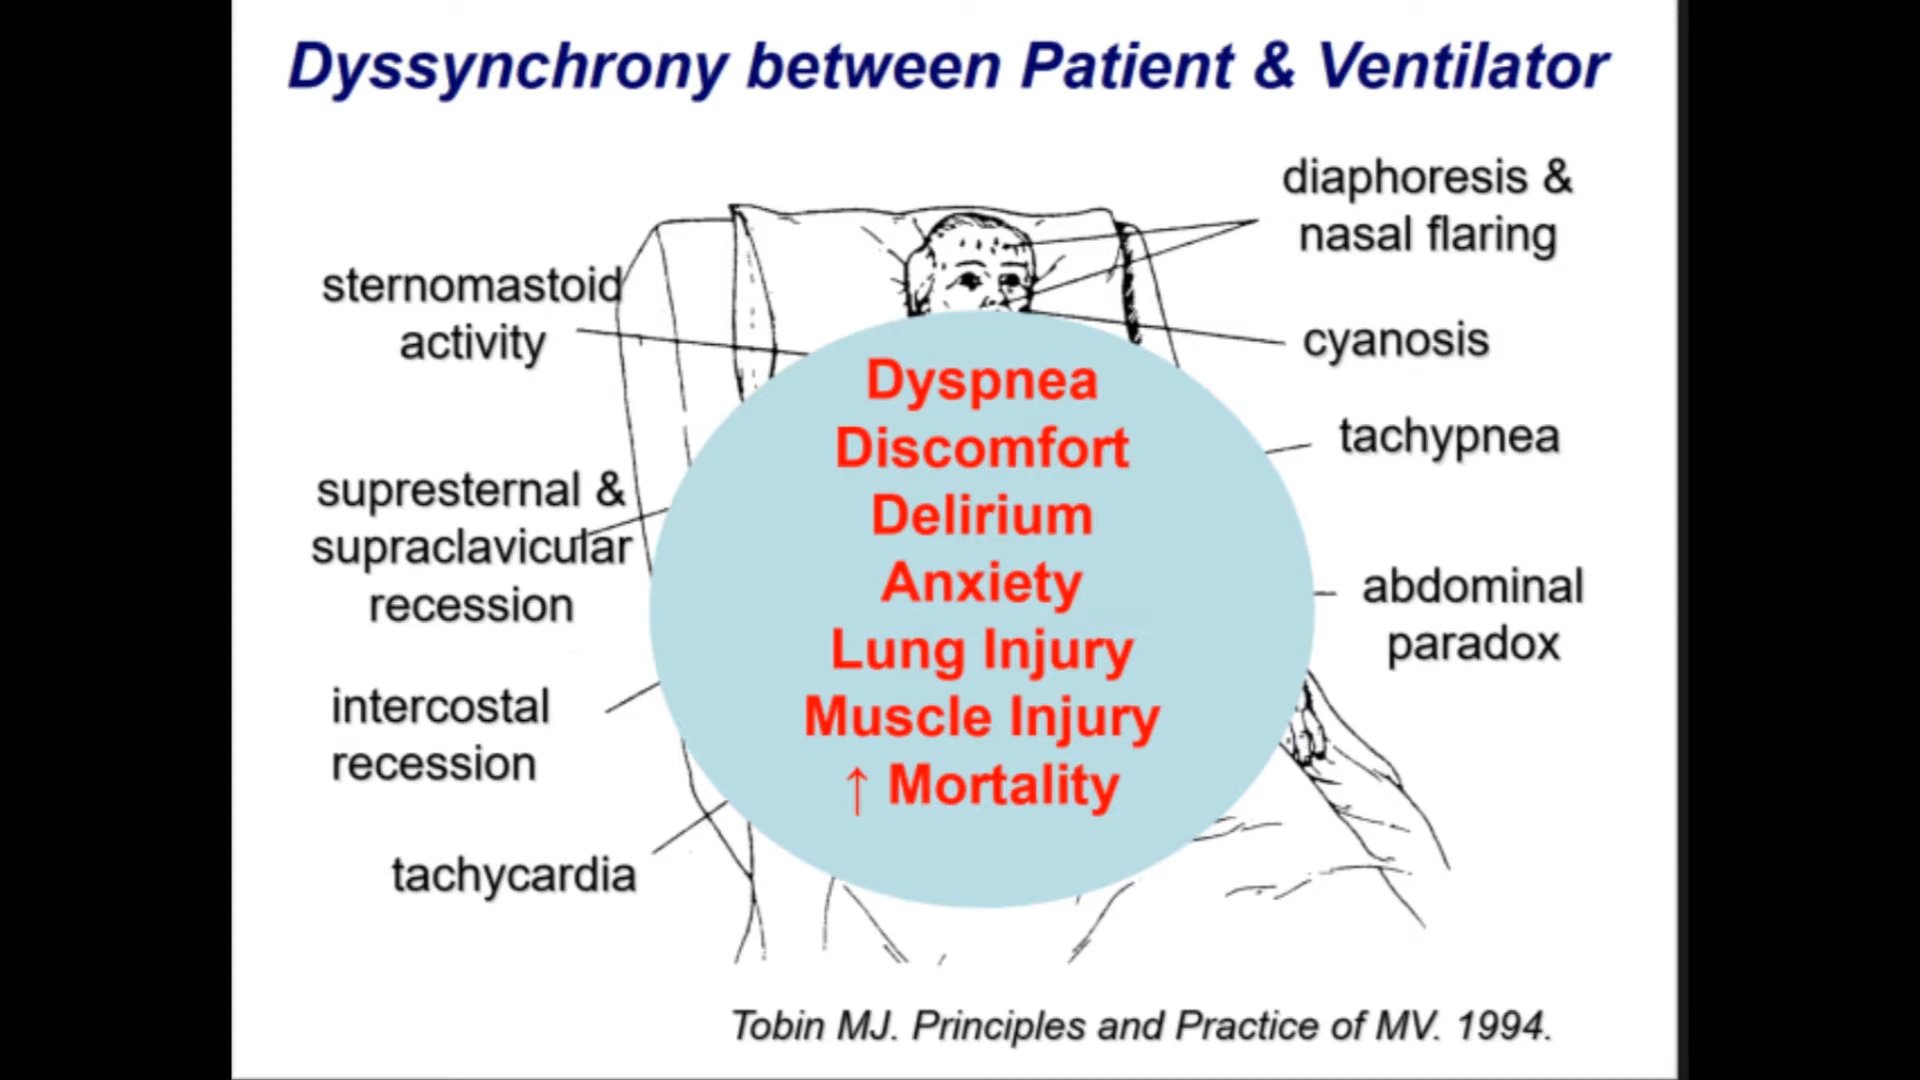 Dyssynchrony between Patient & Ventilator
diaphoresis &
nasal flaring
sternomastoid
activity
cyanosis
tachypnea
supresternal &
supraclavicular
recession
abdominal
paradox
intercostal
recession
tachycardia
Dyspnea
Discomfort
Delirium
Anxiety
Lung Injury
Muscle Injury
↑ Mortality
Tobin MJ. Principles and Practice of MV. 1994.